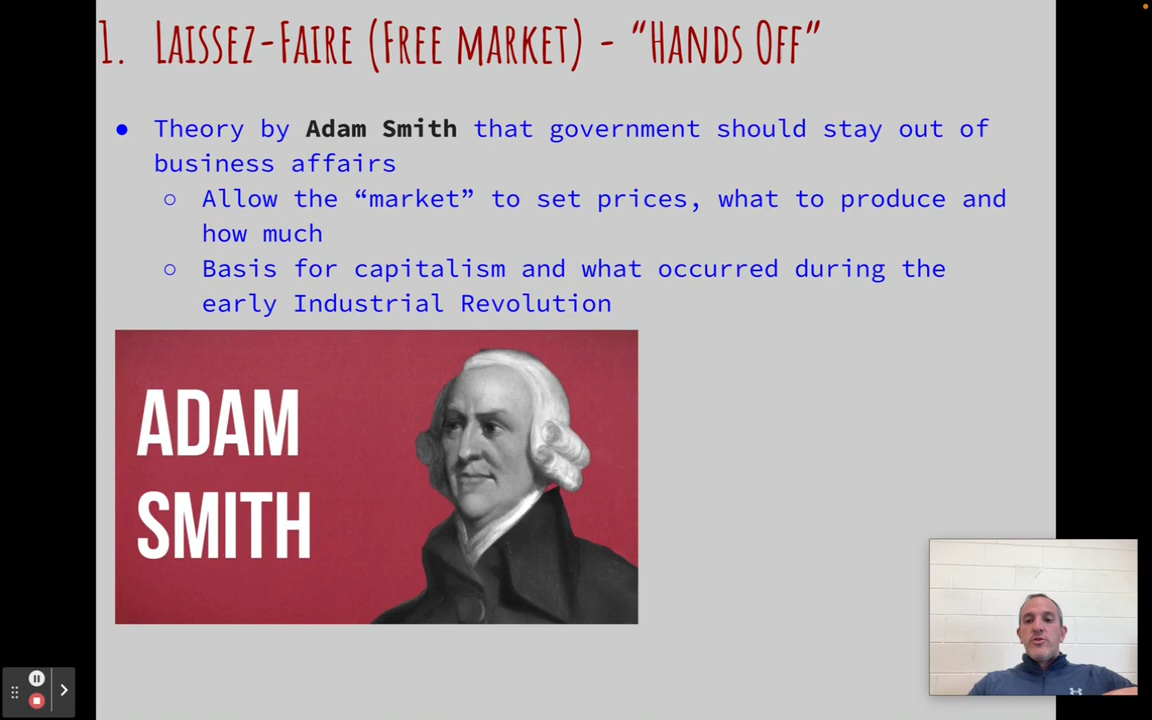 1. Laissez-Faire (Free market) - “Hands Off”
● Theory by Adam Smith that government should stay out of
business affairs
○ Allow the “market” to set prices, what to produce and
how much
○ Basis for capitalism and what occurred during the
early Industrial Revolution
ADAM
SMITH